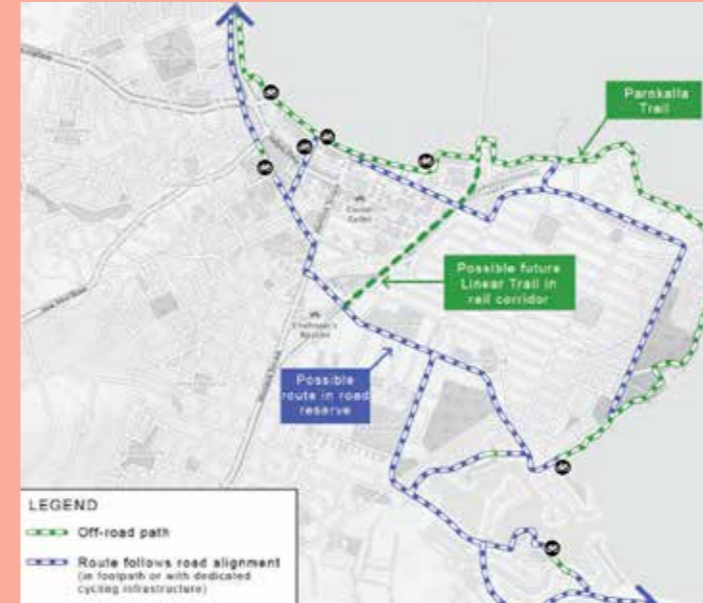 Parnkalla
Trail
Possible future
Linear Trail in
rail corridor
Possible
route in road
reserve
LEGEND
Off-road path
Route follows road alignment
(in footpath or with dedicated
cycling infrastructure)